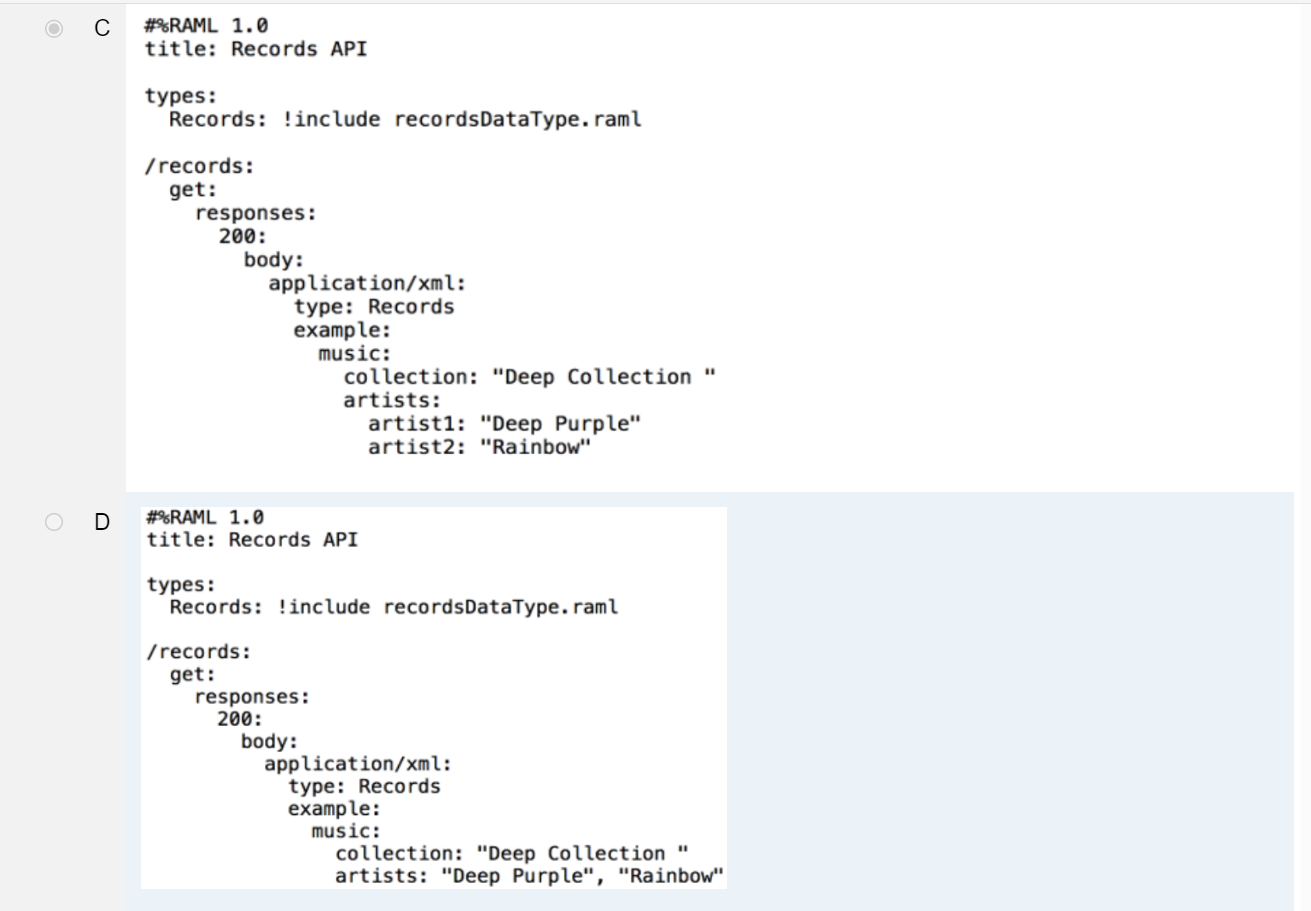 C
#%RAML 1.0
title: Records API
types:
  Records: !include recordsDataType.raml
/records:
  get:
    responses:
      200:
        body:
          application/xml:
            type: Records
            example:
              music:
                collection: "Deep Collection "
                artists:
                  artist1: "Deep Purple"
                  artist2: "Rainbow"
D
#%RAML 1.0
title: Records API
types:
  Records: !include recordsDataType.raml
/records:
  get:
    responses:
      200:
        body:
          application/xml:
            type: Records
            example:
              music:
                collection: "Deep Collection "
                artists: "Deep Purple", "Rainbow"